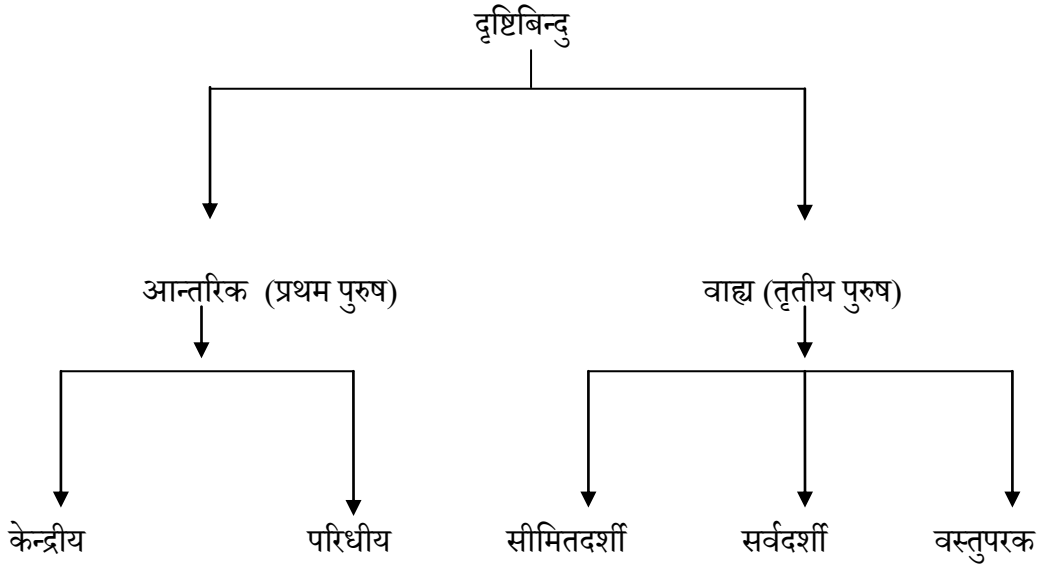 दृष्टिबिन्दु
आन्तरिक (प्रथम पुरुष) वाह्य (तृतीय पुरुष)
केन्द्रीय परिधीय सीमितदर्शी सर्वदर्शी वस्तुपरक